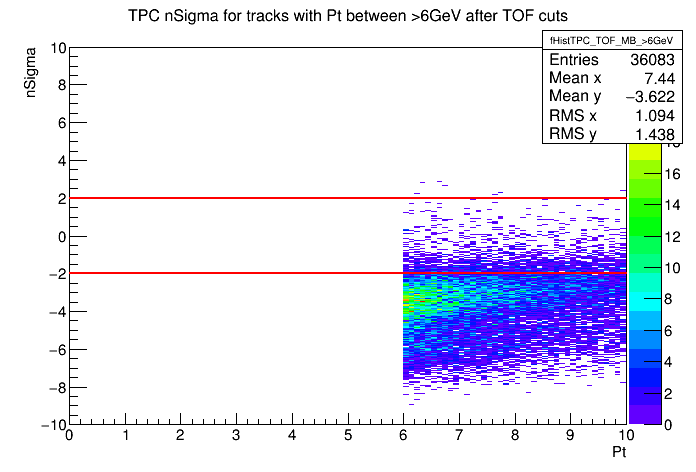 TPC nSigma for tracks with Pt between >6GeV after TOF cuts
fHistTPC_TOF_MB_>6GeV
Entries 36083
Mean x 7.44
Mean y −3.622
RMS x 1.094
RMS y 1.438
nSigma
10
8
6
4
2
0
−2
−4
−6
−8
−10
0 1 2 3 4 5 6 7 8 9 10
Pt
16
14
12
10
8
6
4
2
0